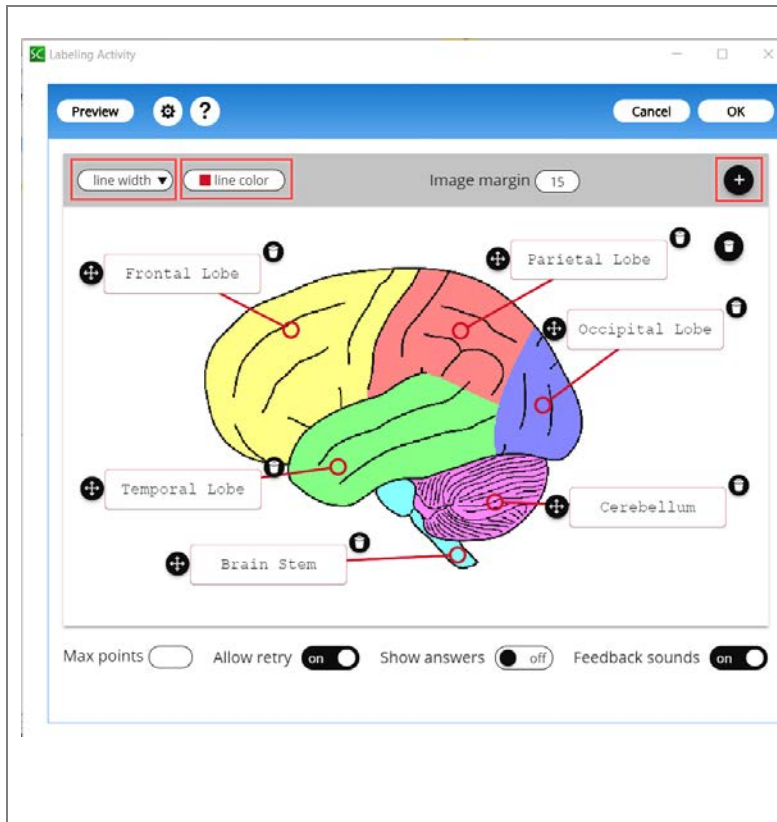 SC Labeling Activity
Preview ? Cancel OK
line width line color Image margin 15 +
Frontal Lobe
Parietal Lobe
Occipital Lobe
Temporal Lobe
Cerebellum
Brain Stem
Max points Allow retry on Show answers off Feedback sounds on